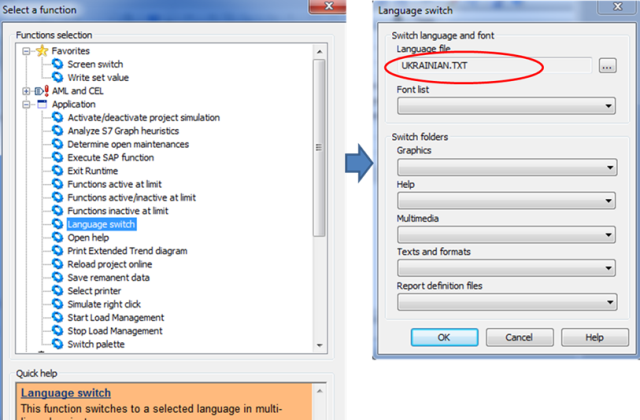 Select a function
Functions selection
Favorites
Screen switch
Write set value
AML and CEL
Application
Activate/deactivate project simulation
Analyze S7 Graph heuristics
Determine open maintenances
Execute SAP function
Exit Runtime
Functions active at limit
Functions active/inactive at limit
Functions inactive at limit
Language switch
Open help
Print Extended Trend diagram
Reload project online
Save remanent data
Select printer
Simulate right click
Start Load Management
Stop Load Management
Switch palette
Quick help
Language switch
This function switches to a selected language in multi-
Language switch
Switch language and font
Language file
UKRAINIAN.TXT
...
Font list
Switch folders
Graphics
Help
Multimedia
Texts and formats
Report definition files
OK
Cancel
Help